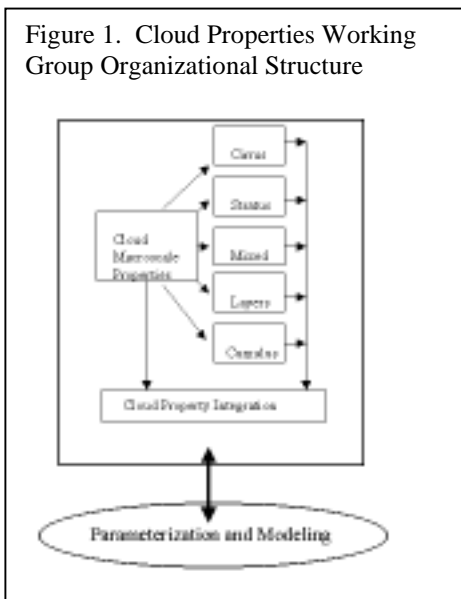 Figure 1. Cloud Properties Working
Group Organizational Structure
Cirrus
Stratus
Cloud
Macroscale
Properties
Mixed
Layers
Cumulus
Cloud Property Integration
Parameterization and Modeling